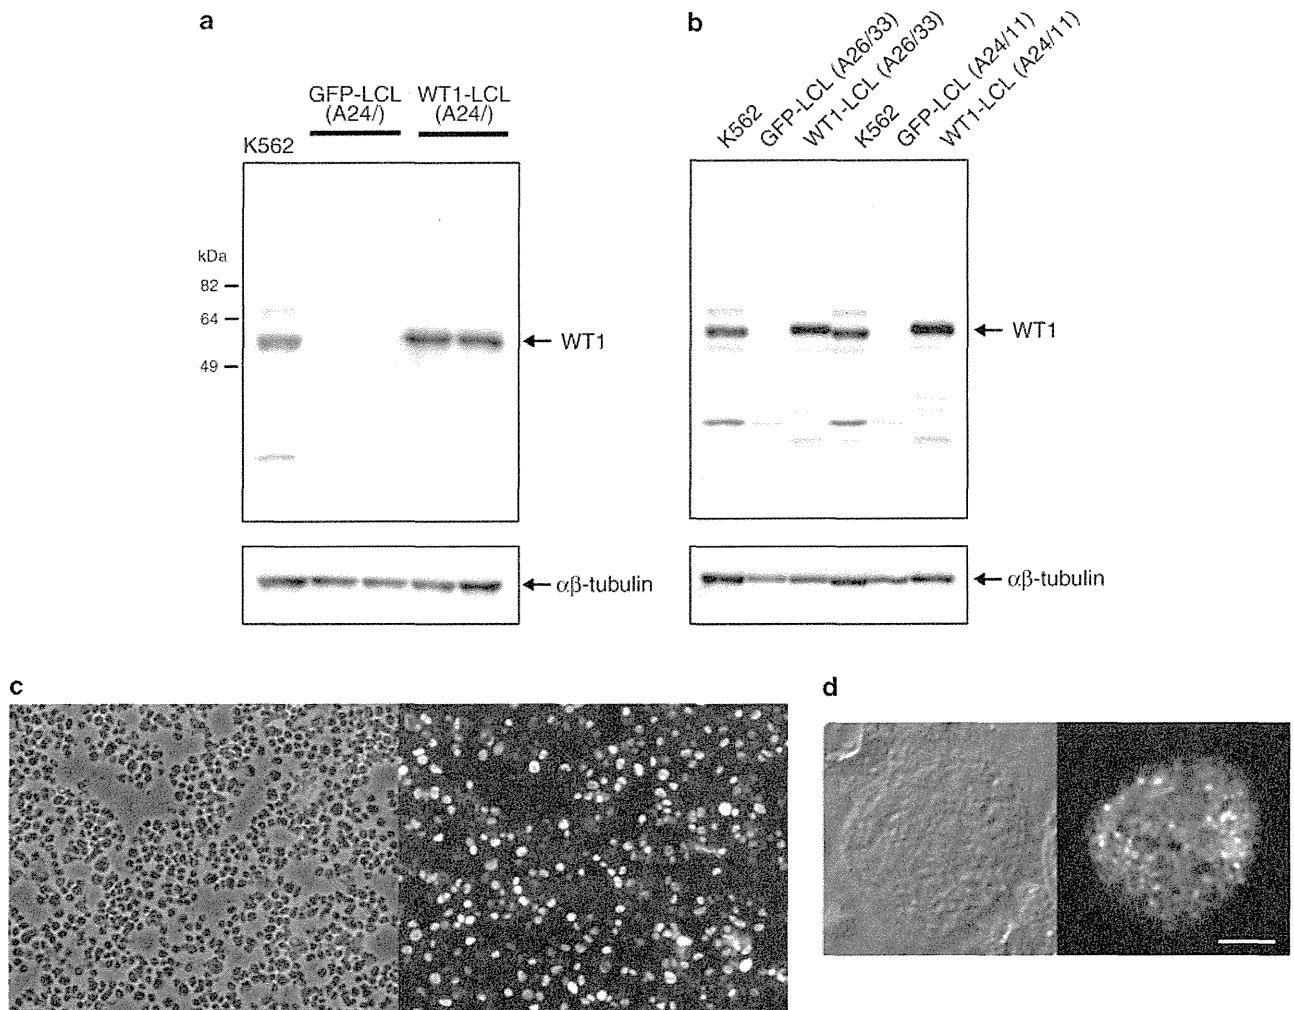 a
GFP-LCL
(A24/)
WT1-LCL
(A24/)
K562
kDa
82
64
49
WT1
αβ-tubulin
b
K562
GFP-LCL (A26/33)
WT1-LCL (A26/33)
K562
GFP-LCL (A24/11)
WT1-LCL (A24/11)
WT1
αβ-tubulin
c
d